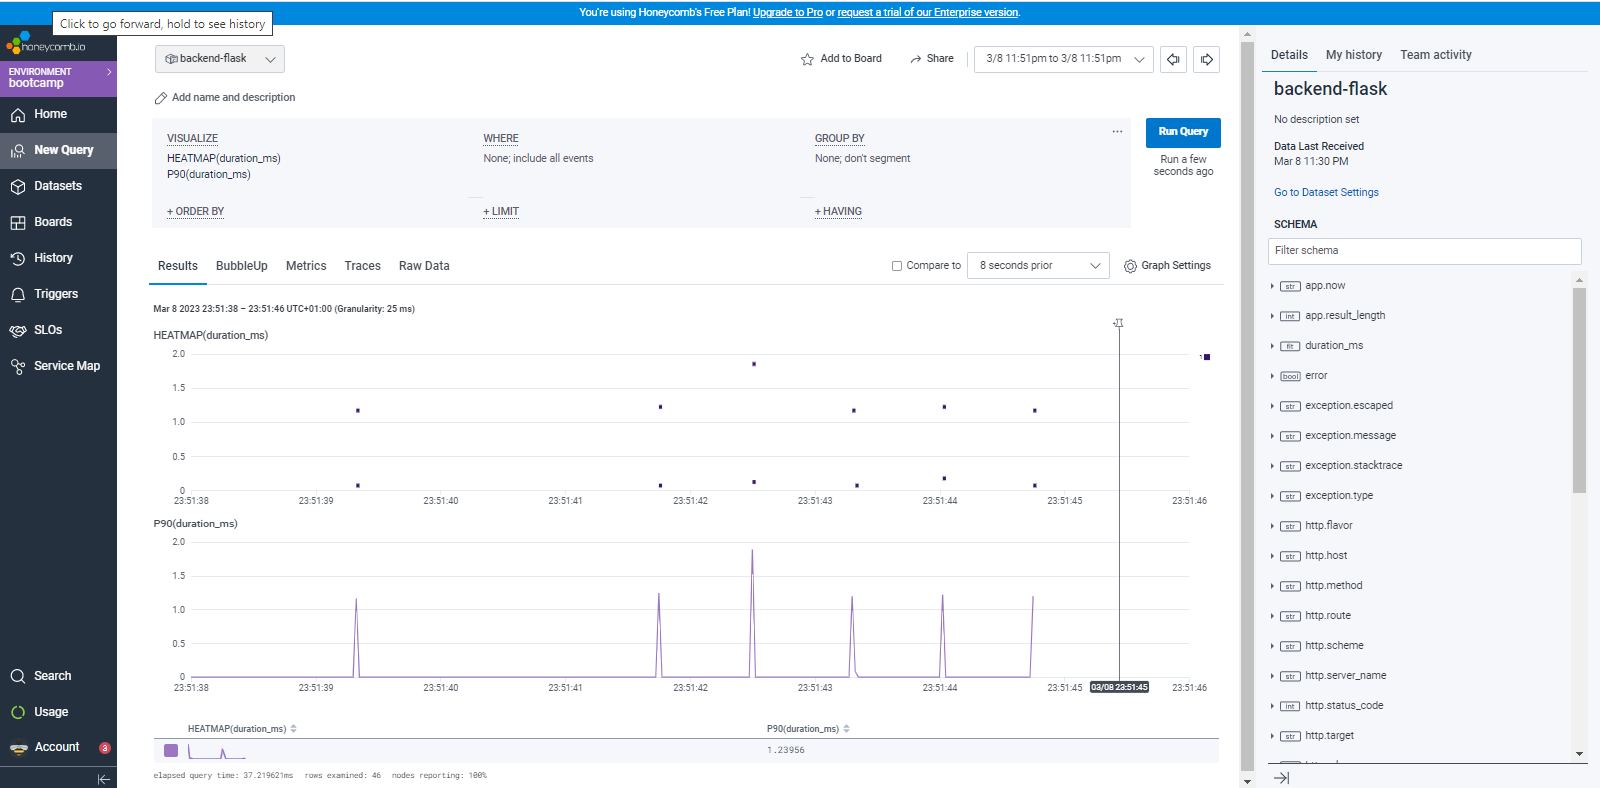 You're using Honeycomb's Free Plan! Upgrade to Pro or request a trial of our Enterprise version.
Click to go forward, hold to see history
honeycomb.io
ENVIRONMENT
bootcamp
Home
New Query
Datasets
Boards
History
Triggers
SLOs
Service Map
Search
Usage
Account 3
backend-flask
Add to Board
Share
3/8 11:51pm to 3/8 11:51pm
Add name and description
VISUALIZE
HEATMAP(duration_ms)
P90(duration_ms)
WHERE
None; include all events
GROUP BY
None; don't segment
+ ORDER BY
+ LIMIT
+ HAVING
Run Query
Run a few
seconds ago
Results BubbleUp Metrics Traces Raw Data
Compare to 8 seconds prior
Graph Settings
Mar 8 2023 23:51:38 – 23:51:46 UTC+01:00 (Granularity: 25 ms)
HEATMAP(duration_ms)
2.0
1.5
1.0
0.5
0
23:51:38 23:51:39 23:51:40 23:51:41 23:51:42 23:51:43 23:51:44 23:51:45 23:51:46
1
P90(duration_ms)
2.0
1.5
1.0
0.5
0
23:51:38 23:51:39 23:51:40 23:51:41 23:51:42 23:51:43 23:51:44 23:51:45 03/08 23:51:45 23:51:46
HEATMAP(duration_ms) P90(duration_ms)
1.23956
elapsed query time: 37.219621ms rows examined: 46 nodes reporting: 100%
Details My history Team activity
backend-flask
No description set
Data Last Received
Mar 8 11:30 PM
Go to Dataset Settings
SCHEMA
Filter schema
str app.now
int app.result_length
flt duration_ms
bool error
str exception.escaped
str exception.message
str exception.stacktrace
str exception.type
str http.flavor
str http.host
str http.method
str http.route
str http.scheme
str http.server_name
int http.status_code
str http.target